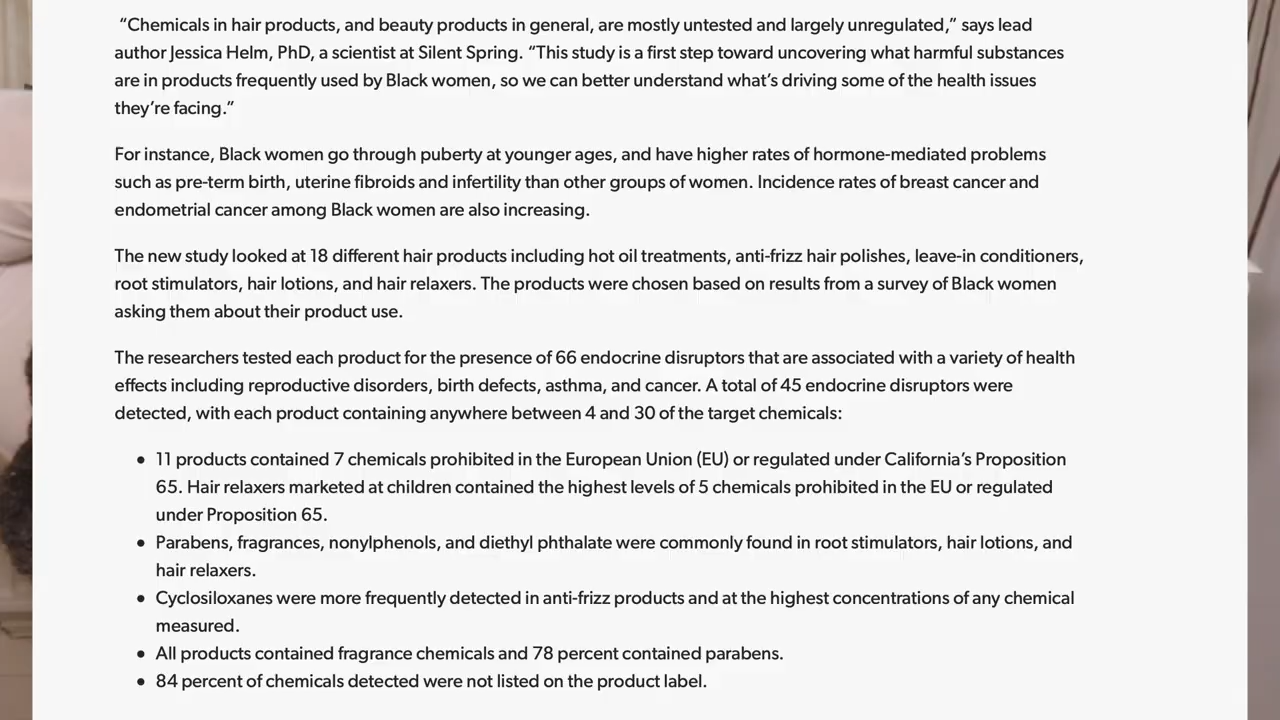 “Chemicals in hair products, and beauty products in general, are mostly untested and largely unregulated,” says lead
author Jessica Helm, PhD, a scientist at Silent Spring. “This study is a first step toward uncovering what harmful substances
are in products frequently used by Black women, so we can better understand what’s driving some of the health issues
they’re facing.”
For instance, Black women go through puberty at younger ages, and have higher rates of hormone-mediated problems
such as pre-term birth, uterine fibroids and infertility than other groups of women. Incidence rates of breast cancer and
endometrial cancer among Black women are also increasing.
The new study looked at 18 different hair products including hot oil treatments, anti-frizz hair polishes, leave-in conditioners,
root stimulators, hair lotions, and hair relaxers. The products were chosen based on results from a survey of Black women
asking them about their product use.
The researchers tested each product for the presence of 66 endocrine disruptors that are associated with a variety of health
effects including reproductive disorders, birth defects, asthma, and cancer. A total of 45 endocrine disruptors were
detected, with each product containing anywhere between 4 and 30 of the target chemicals:
• 11 products contained 7 chemicals prohibited in the European Union (EU) or regulated under California’s Proposition
65. Hair relaxers marketed at children contained the highest levels of 5 chemicals prohibited in the EU or regulated
under Proposition 65.
• Parabens, fragrances, nonylphenols, and diethyl phthalate were commonly found in root stimulators, hair lotions, and
hair relaxers.
• Cyclosiloxanes were more frequently detected in anti-frizz products and at the highest concentrations of any chemical
measured.
• All products contained fragrance chemicals and 78 percent contained parabens.
• 84 percent of chemicals detected were not listed on the product label.